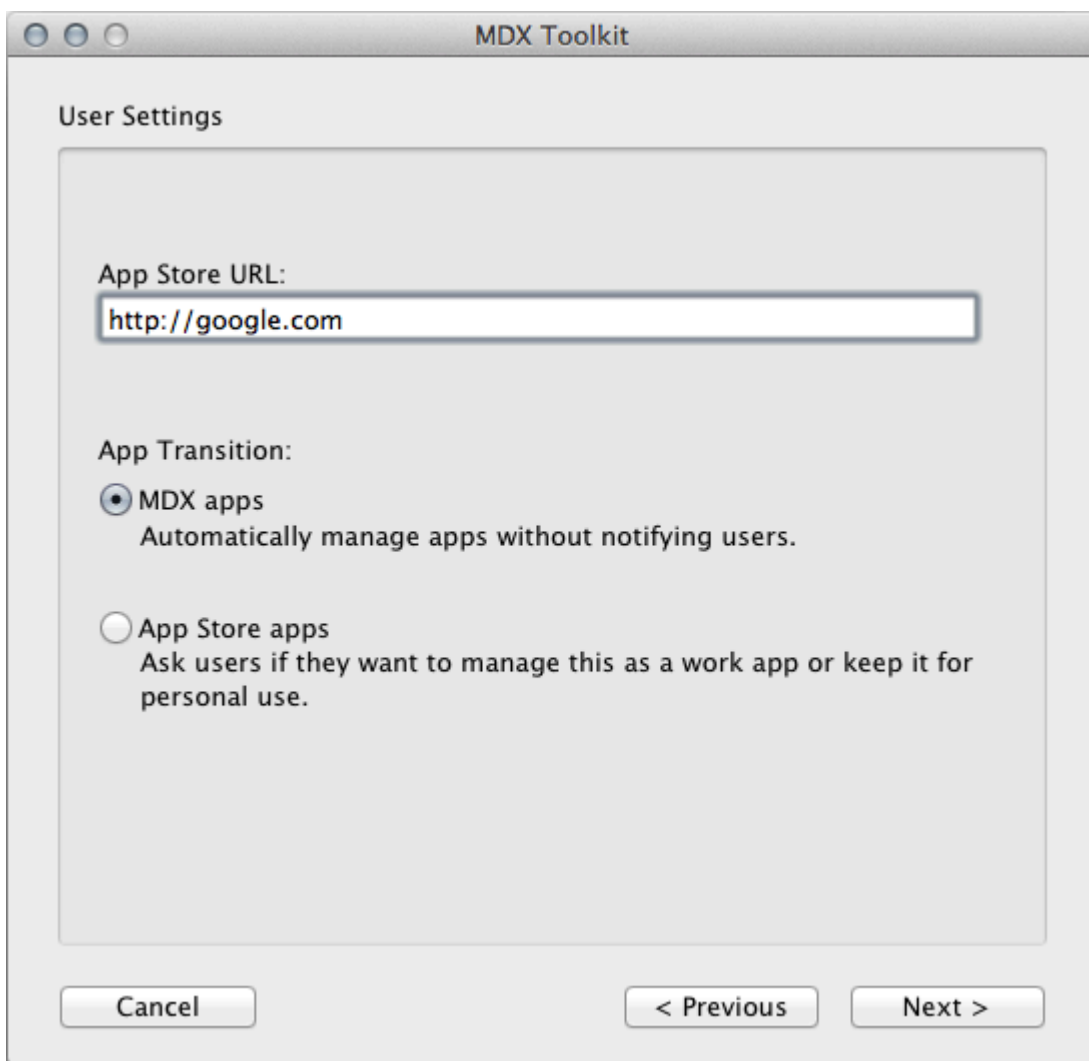 MDX Toolkit
User Settings
App Store URL:
http://google.com
App Transition:
MDX apps
Automatically manage apps without notifying users.
App Store apps
Ask users if they want to manage this as a work app or keep it for
personal use.
Cancel
< Previous
Next >